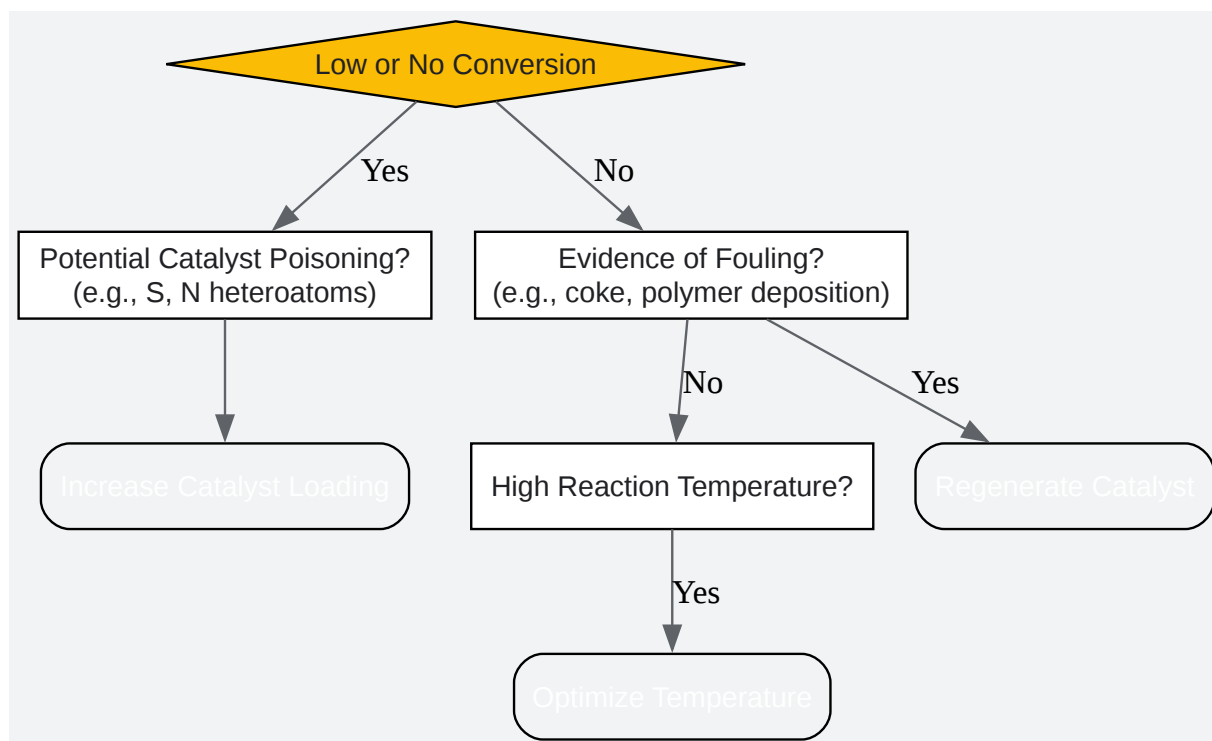 Low or No Conversion
Yes
No
Potential Catalyst Poisoning?
(e.g., S, N heteroatoms)
Evidence of Fouling?
(e.g., coke, polymer deposition)
No
Yes
Increase Catalyst Loading
High Reaction Temperature?
Regenerate Catalyst
Yes
Optimize Temperature